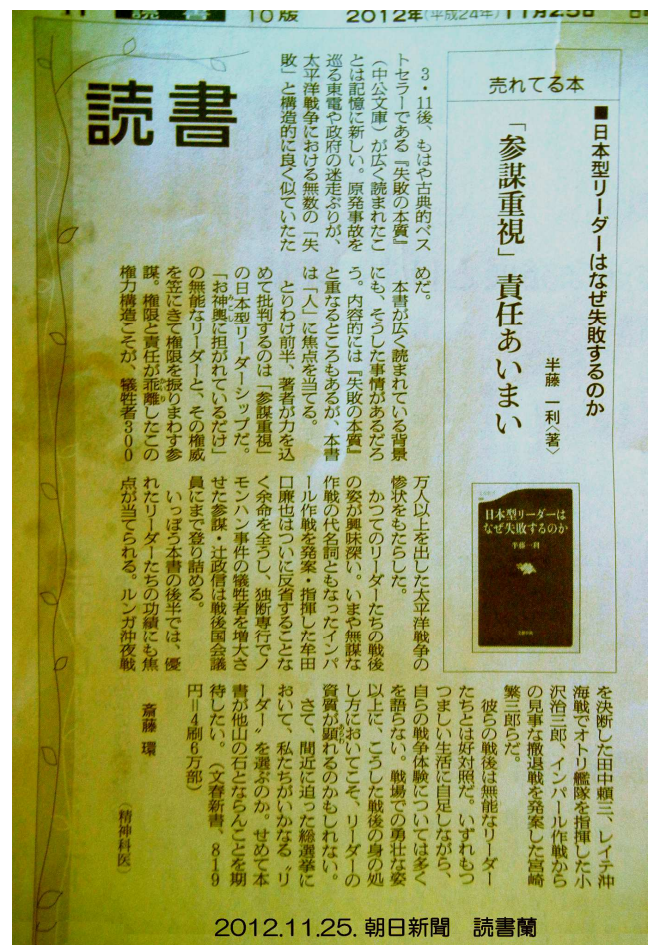 読書
10版
2012年(平成24年)11月25日
読書
売れてる本
■日本型リーダーはなぜ失敗するのか
「参謀重視」責任あいまい
半藤 一利〈著〉
日本型リーダーは
なぜ失敗するのか
半藤一利
3・11後、もはや古典的ベス
トセラーである『失敗の本質』
（中公文庫）が広く読まれたこ
とは記憶に新しい。原発事故を
巡る東電や政府の迷走ぶりが、
太平洋戦争における無数の「失
敗」と構造的に良く似ていたた
めだ。
本書が広く読まれている背景
にも、そうした事情があるだろ
う。内容的には『失敗の本質』
と重なるところもあるが、本書
は「人」に焦点を当てる。
とりわけ前半、著者が力を込
めて批判するのは「参謀重視」
の日本型リーダーシップだ。
「お神輿に担がれているだけ」
の無能なリーダーと、その権威
を笠にきて権限を振りまわす参
謀。権限と責任が乖離したこの
権力構造こそが、犠牲者300
万人以上を出した太平洋戦争の
惨状をもたらした。
かつてのリーダーたちの戦後
の姿が興味深い。いまや無謀な
作戦の代名詞ともなったインパ
ール作戦を発案・指揮した牟田
口廉也はついに反省することな
く余命を全うし、独断専行でノ
モンハン事件の犠牲者を増大さ
せた参謀・辻政信は戦後国会議
員にまで登り詰める。
いっぽう本書の後半では、優
れたリーダーたちの功績にも焦
点が当てられる。ルンガ沖夜戦
を決断した田中頼三、レイテ沖
海戦でオトリ艦隊を指揮した小
沢治三郎、インパール作戦から
の見事な撤退戦を発案した宮崎
繁三郎らだ。
彼らの戦後は無能なリーダー
たちとは好対照だ。いずれもつ
つましい生活に自足しながら、
自らの戦争体験については多く
を語らない。戦場での勇壮な姿
以上に、こうした戦後の身の処
し方においてこそ、リーダーの
資質が顕れるのかもしれない。
さて、間近に迫った総選挙に
おいて、私たちがいかなる〝リ
ーダー〟を選ぶのか。せめて本
書が他山の石とならんことを期
待したい。（文春新書、819
円＝4刷6万部）
斎藤 環
（精神科医）
2012.11.25. 朝日新聞　読書蘭